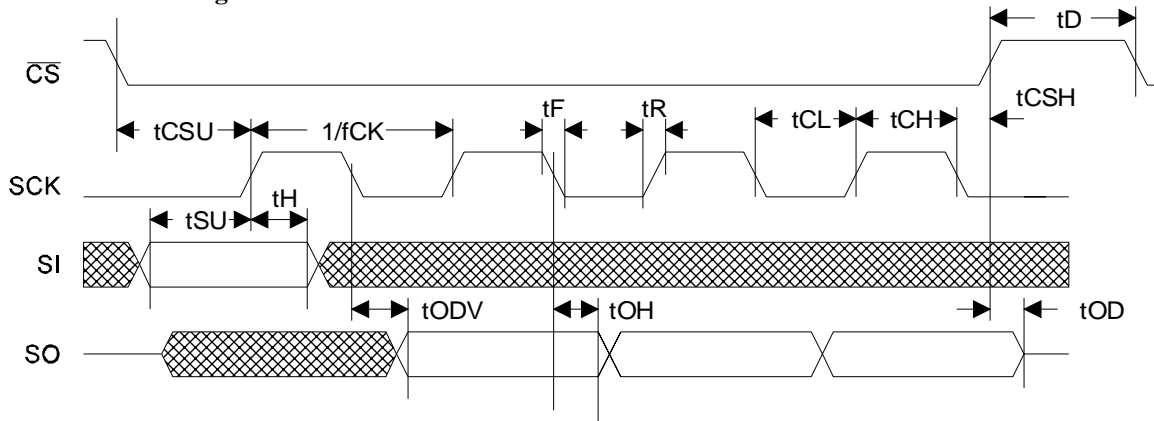 tD
CS
tCSH
tF tR
tCSU 1/fCK tCL tCH
SCK
tH
tSU
SI
tODV tOH tOD
SO